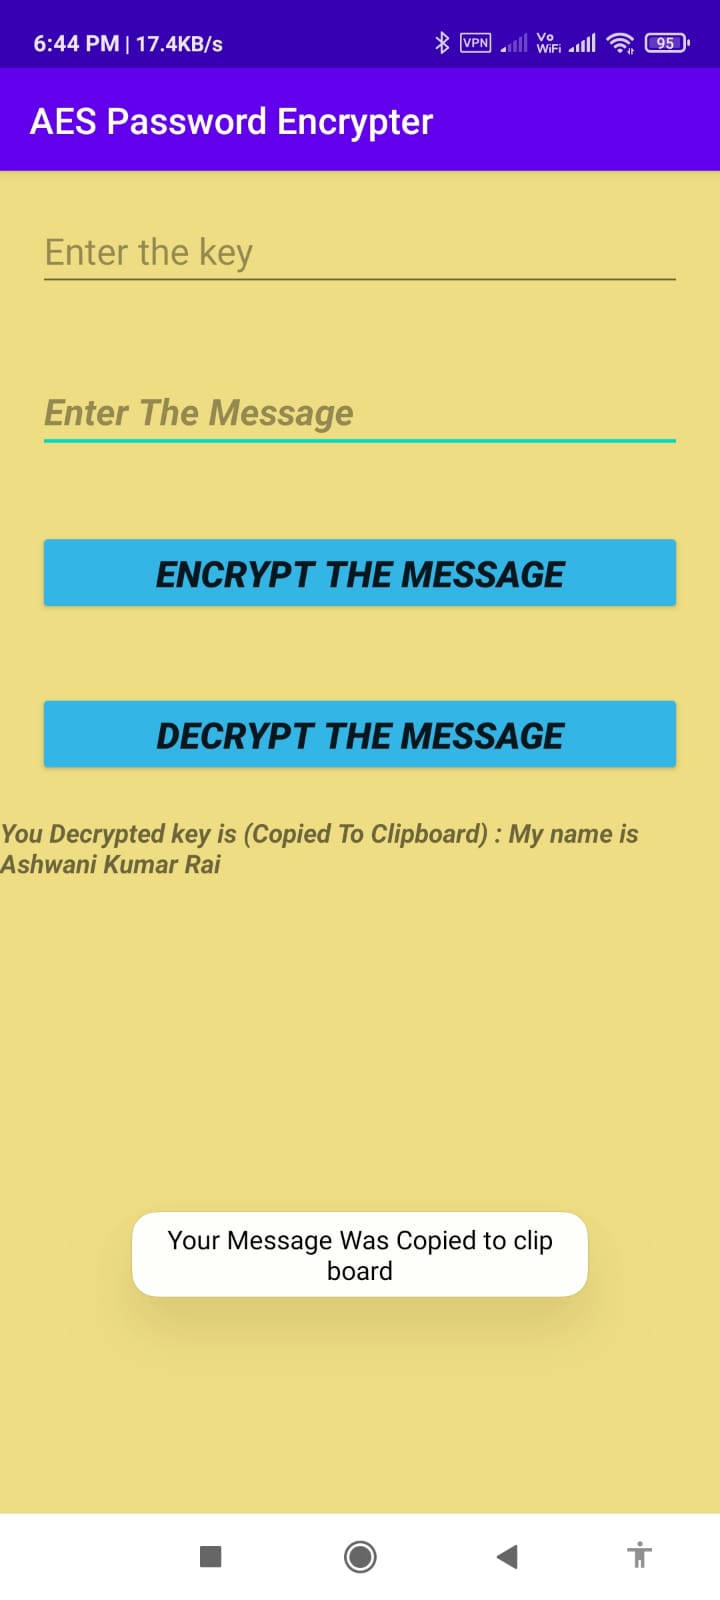 6:44 PM | 17.4KB/s VPN Vo WiFi 95
AES Password Encrypter
Enter the key
Enter The Message
ENCRYPT THE MESSAGE
DECRYPT THE MESSAGE
You Decrypted key is (Copied To Clipboard) : My name is
Ashwani Kumar Rai
Your Message Was Copied to clip
board